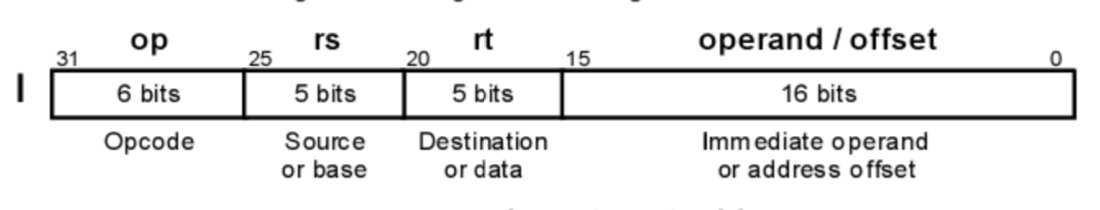 op rs rt operand / offset
31 25 20 15 0
I 6 bits 5 bits 5 bits 16 bits
Opcode Source Destination Immediate operand
or base or data or address offset